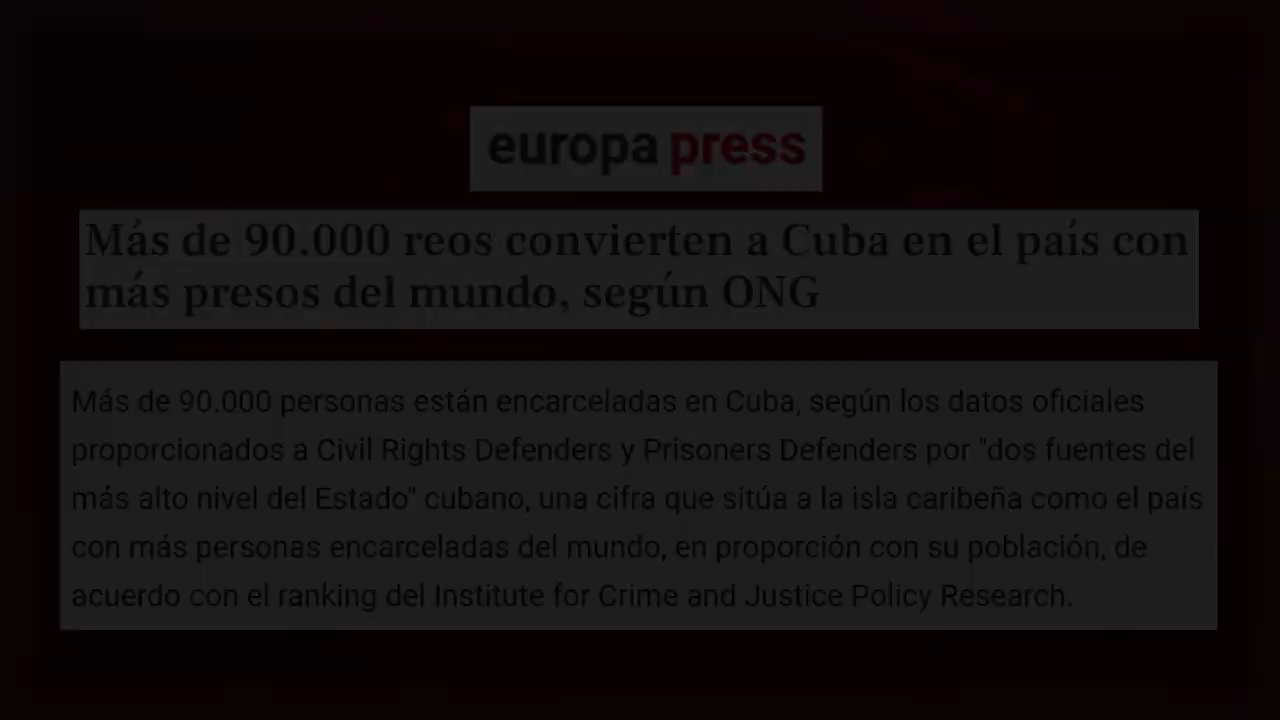 europa press
Más de 90.000 reos convierten a Cuba en el país con
más presos del mundo, según ONG
Más de 90.000 personas están encarceladas en Cuba, según los datos oficiales
proporcionados a Civil Rights Defenders y Prisoners Defenders por "dos fuentes del
más alto nivel del Estado" cubano, una cifra que sitúa a la isla caribeña como el país
con más personas encarceladas del mundo, en proporción con su población, de
acuerdo con el ranking del Institute for Crime and Justice Policy Research.